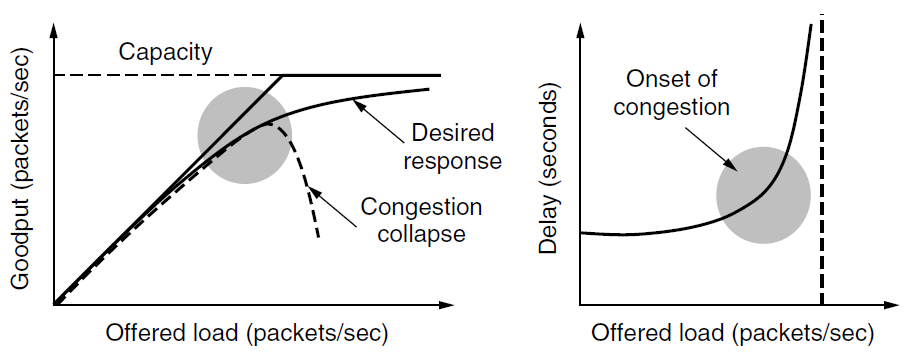 Capacity
Goodput (packets/sec)
Desired
response
Congestion
collapse
Offered load (packets/sec)
Onset of
congestion
Delay (seconds)
Offered load (packets/sec)